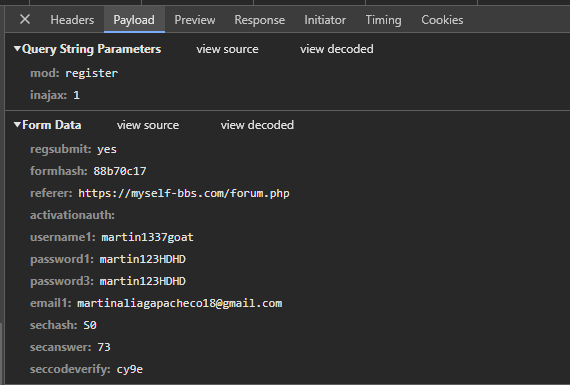 Headers Payload Preview Response Initiator Timing Cookies
Query String Parameters view source view decoded
mod: register
inajax: 1
Form Data view source view decoded
regsubmit: yes
formhash: 88b70c17
referer: https://myself-bbs.com/forum.php
activationauth:
username1: martin1337goat
password1: martin123HDHD
password3: martin123HDHD
email1: martinaliagapacheco18@gmail.com
sechash: S0
secanswer: 73
seccodeverify: cy9e